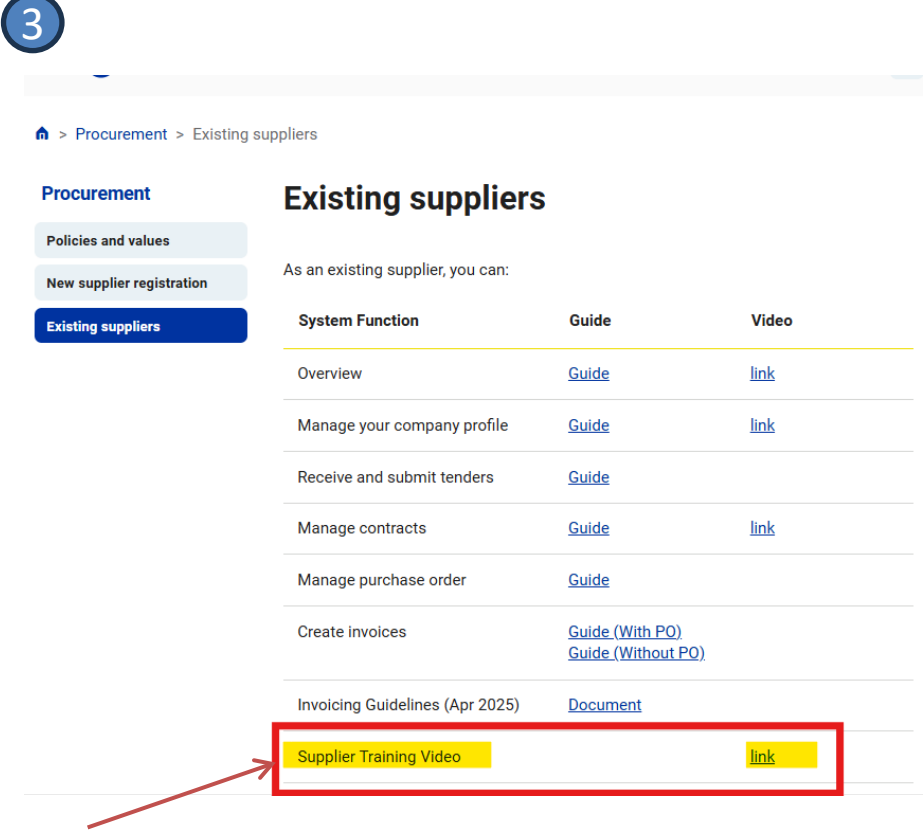 3
> Procurement > Existing suppliers
Procurement
Policies and values
New supplier registration
Existing suppliers
Existing suppliers
As an existing supplier, you can:
System Function Guide Video
Overview Guide link
Manage your company profile Guide link
Receive and submit tenders Guide
Manage contracts Guide link
Manage purchase order Guide
Create invoices Guide (With PO)
Guide (Without PO)
Invoicing Guidelines (Apr 2025) Document
Supplier Training Video link